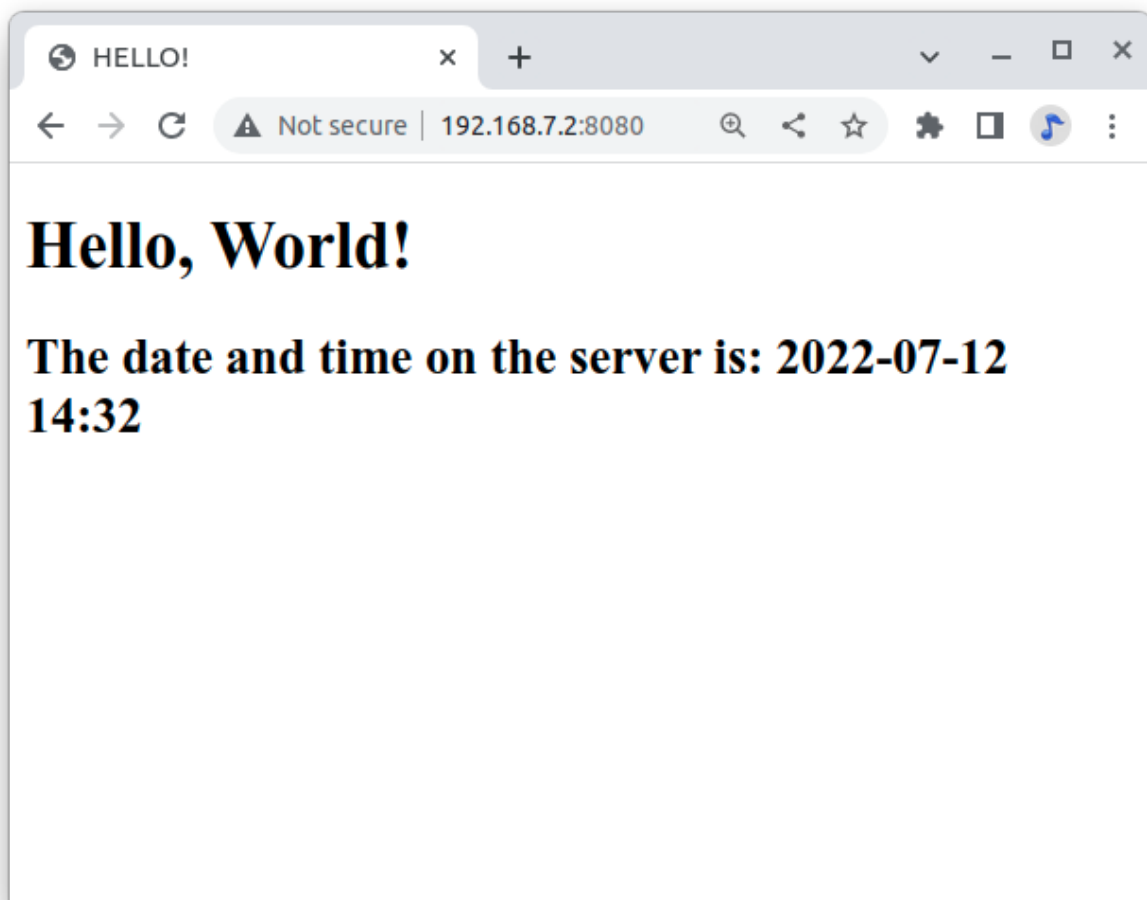 HELLO!
Not secure | 192.168.7.2:8080
Hello, World!
The date and time on the server is: 2022-07-12
14:32